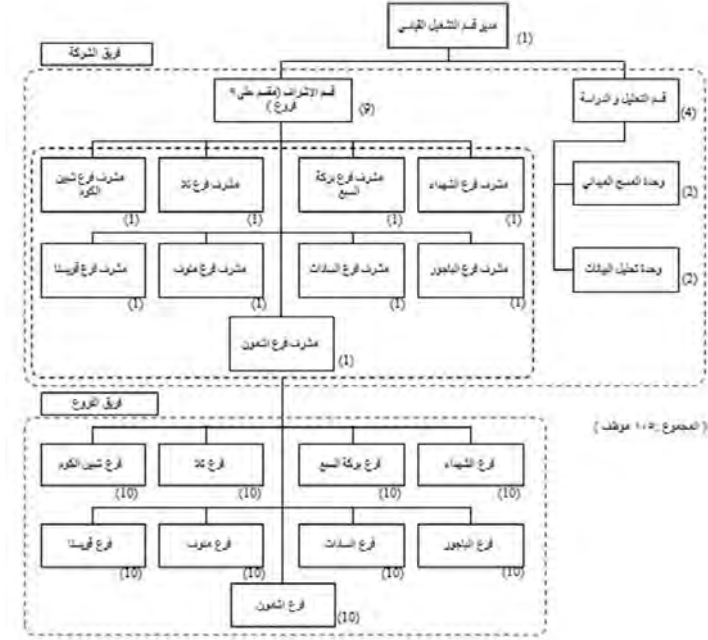 مدير قسم التشغيل القياسي
(1)
فريق الشركة
قسم الاشراف (مقسم على ٩
فروع )
(9)
قسم التحليل والدراسة
(4)
مشرف فرع شبين
الكوم
(1)
مشرف فرع تلا
(1)
مشرف فرع بركة
السبع
(1)
مشرف فرع الشهداء
(1)
وحدة المسح الميداني
(2)
مشرف فرع قويسنا
(1)
مشرف فرع منوف
(1)
مشرف فرع السادات
(1)
مشرف فرع الباجور
(1)
وحدة تحليل البيانات
(2)
مشرف فرع اشمون
(1)
فريق الفروع
( المجموع :١٠٥ موظف )
فرع شبين الكوم
(10)
فرع تلا
(10)
فرع بركة السبع
(10)
فرع الشهداء
(10)
فرع قويسنا
(10)
فرع منوف
(10)
فرع السادات
(10)
فرع الباجور
(10)
فرع اشمون
(10)